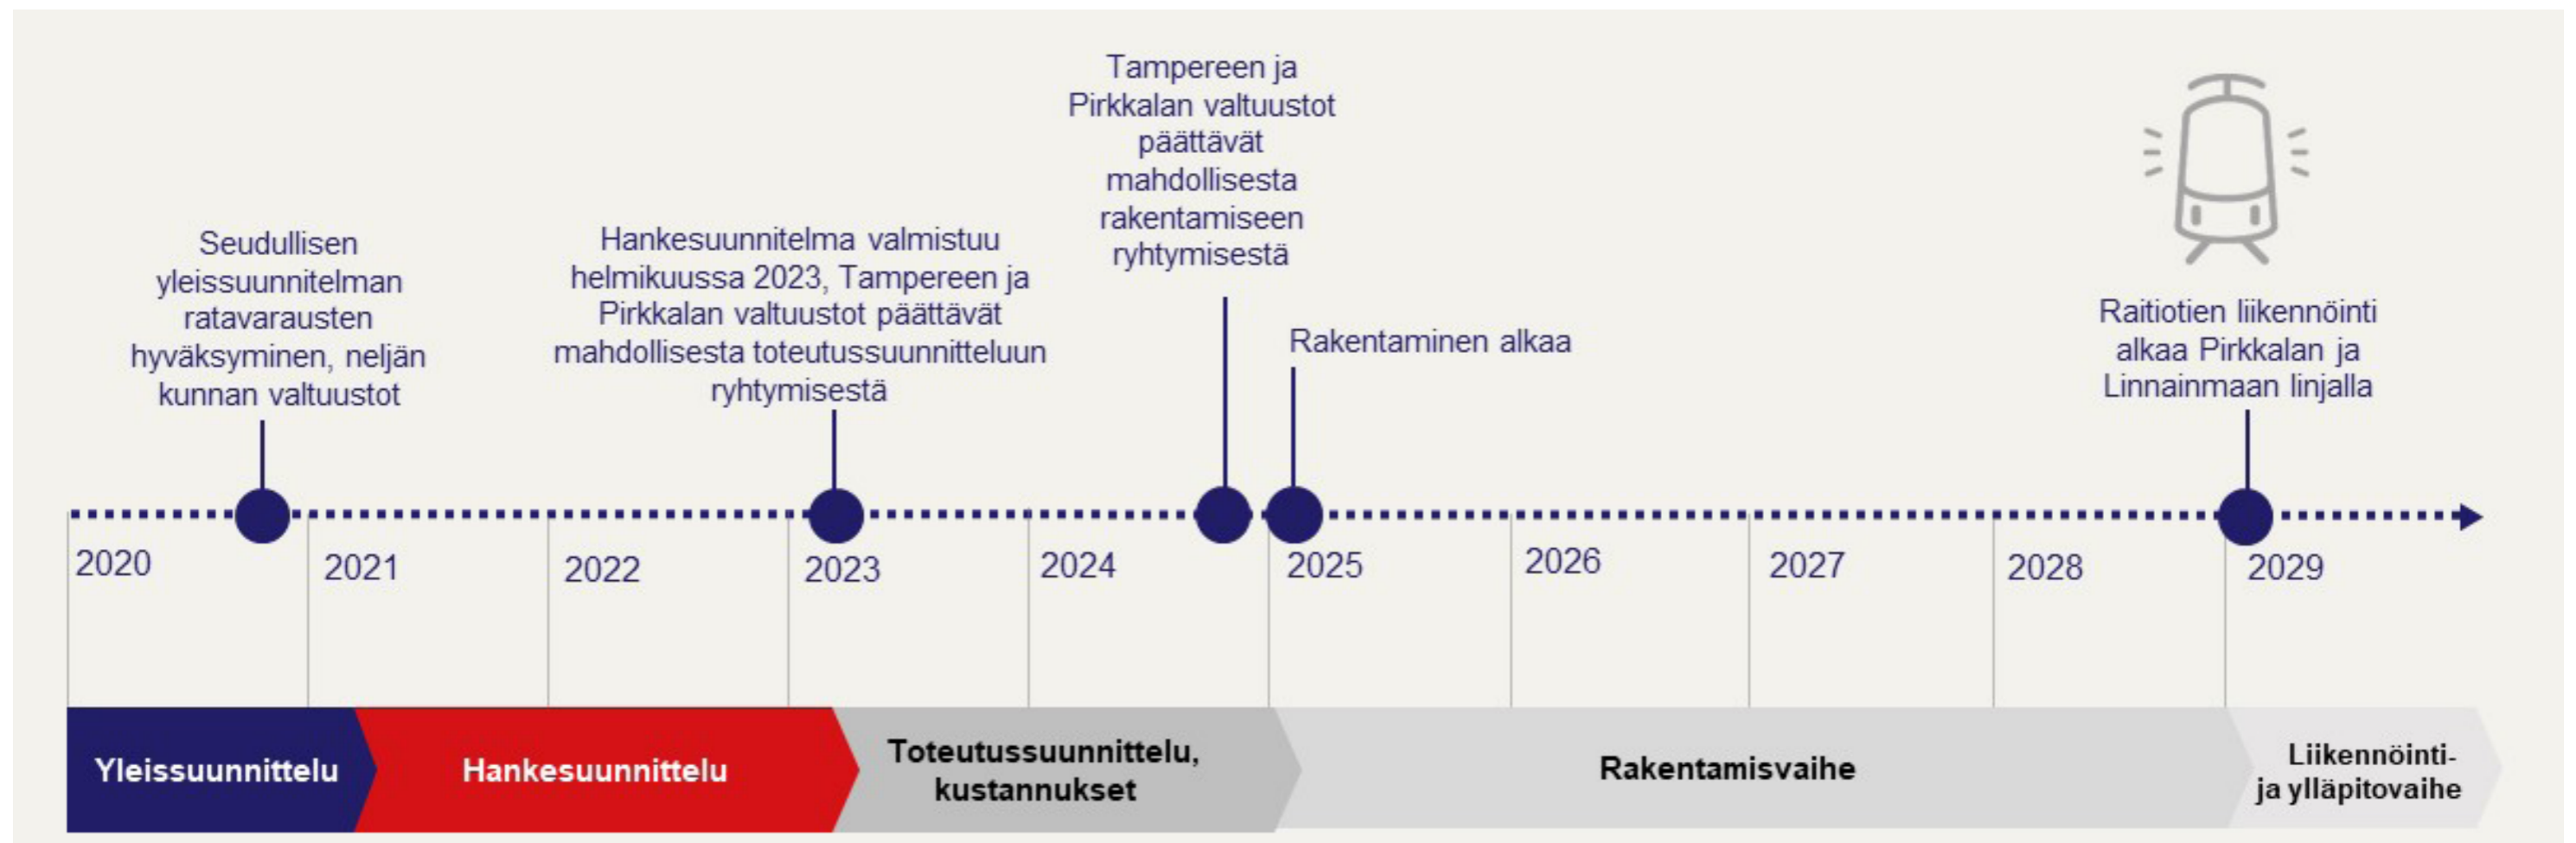 Seudullisen
yleissuunnitelman
ratavarausten
hyväksyminen, neljän
kunnan valtuustot
Hankesuunnitelma valmistuu
helmikuussa 2023, Tampereen ja
Pirkkalan valtuustot päättävät
mahdollisesta toteutussuunnitteluun
ryhtymisestä
Tampereen ja
Pirkkalan valtuustot
päättävät
mahdollisesta
rakentamiseen
ryhtymisestä
Rakentaminen alkaa
Raitiotien liikennöinti
alkaa Pirkkalan ja
Linnainmaan linjalla
2020
2021
2022
2023
2024
2025
2026
2027
2028
2029
Yleissuunnittelu
Hankesuunnittelu
Toteutussuunnittelu,
kustannukset
Rakentamisvaihe
Liikennöinti-
ja ylläpitovaihe